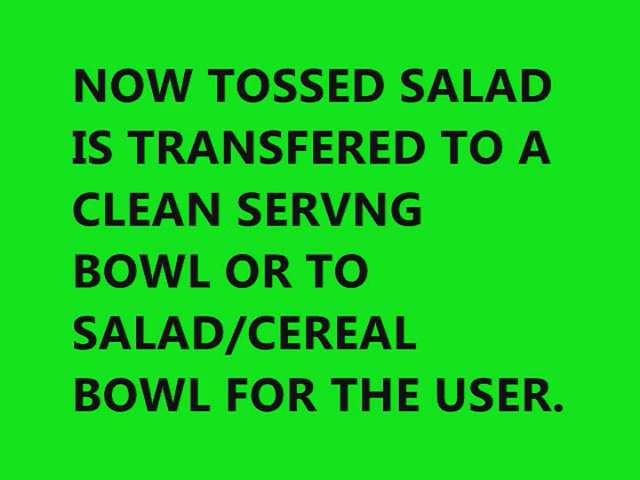 NOW TOSSED SALAD
IS TRANSFERED TO A
CLEAN SERVNG
BOWL OR TO
SALAD/CEREAL
BOWL FOR THE USER.